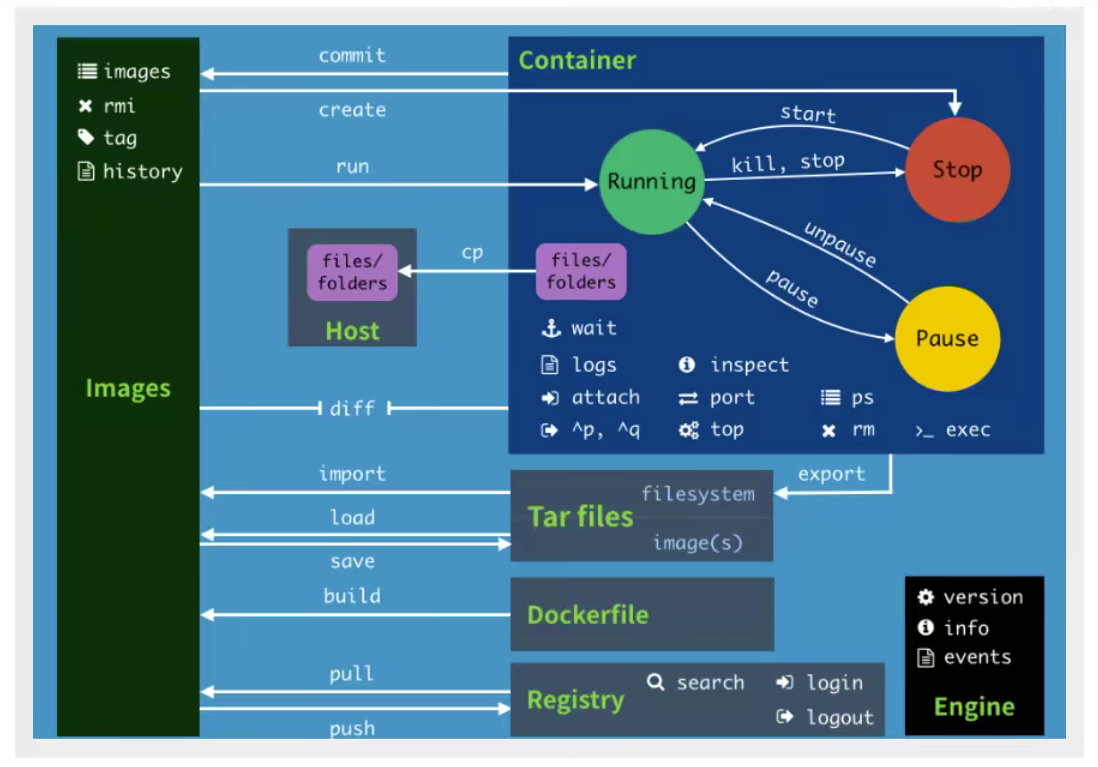 images
rmi
tag
history
Images
commit
create
run
cp
files/
folders
Host
diff
import
load
save
build
pull
push
Container
start
Running
kill, stop
Stop
unpause
pause
Pause
files/
folders
wait
logs
inspect
attach
port
ps
^p, ^q
top
rm
>_ exec
export
filesystem
Tar files
image(s)
Dockerfile
search
login
Registry
logout
version
info
events
Engine